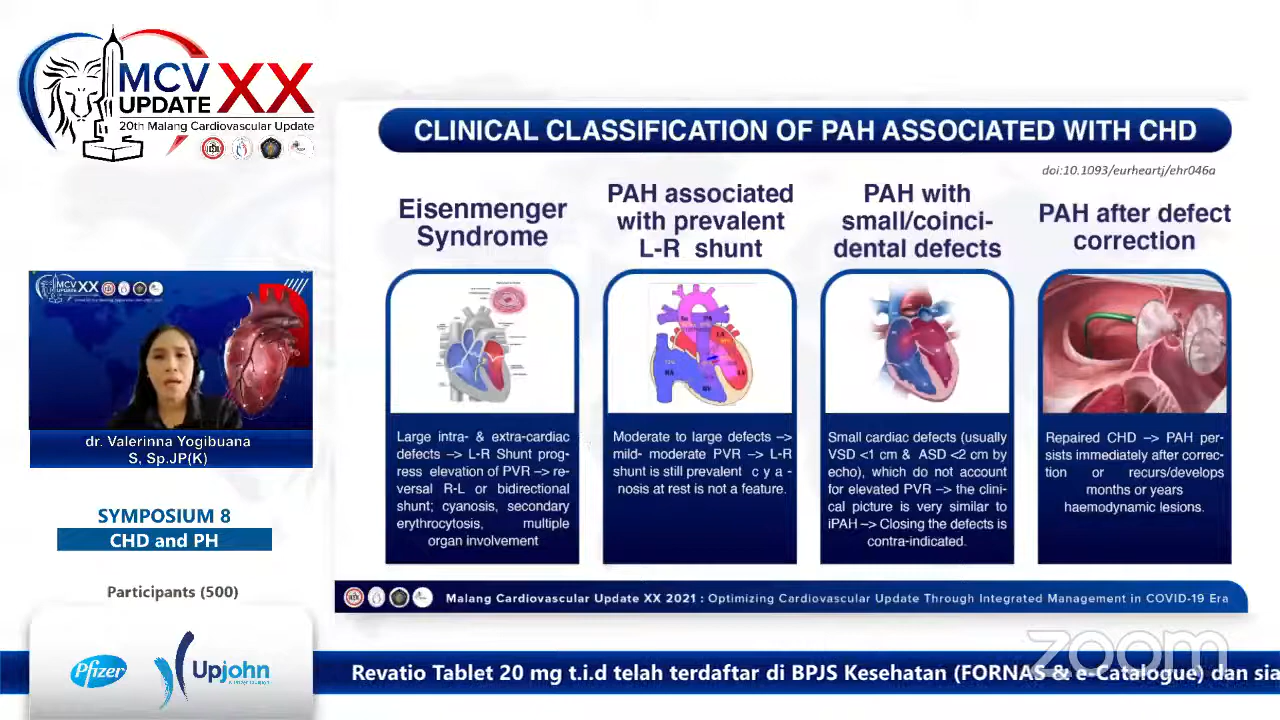 MCV
UPDATE
XX
20th Malang Cardiovascular Update
CLINICAL CLASSIFICATION OF PAH ASSOCIATED WITH CHD
doi:10.1093/eurheartj/ehr046a
Eisenmenger
Syndrome
Large intra- & extra-cardiac
defects –> L-R Shunt prog-
ress elevation of PVR –> re-
versal R-L or bidirectional
shunt; cyanosis, secondary
erythrocytosis, multiple
organ involvement
PAH associated
with prevalent
L-R shunt
Moderate to large defects –>
mild- moderate PVR –> L-R
shunt is still prevalent c y a -
nosis at rest is not a feature.
PAH with
small/coinci-
dental defects
Small cardiac defects (usually
VSD <1 cm & ASD <2 cm by
echo), which do not account
for elevated PVR –> the clini-
cal picture is very similar to
iPAH –> Closing the defects is
contra-indicated.
PAH after defect
correction
Repaired CHD –> PAH per-
sists immediately after correc-
tion or recurs/develops
months or years
haemodynamic lesions.
MCV XX
UPDATE
dr. Valerinna Yogibuana
S, Sp.JP(K)
SYMPOSIUM 8
CHD and PH
Participants (500)
Pfizer
Upjohn
Malang Cardiovascular Update XX 2021 : Optimizing Cardiovascular Update Through Integrated Management in COVID-19 Era
zoom
Revatio Tablet 20 mg t.i.d telah terdaftar di BPJS Kesehatan (FORNAS & e-Catalogue) dan sia